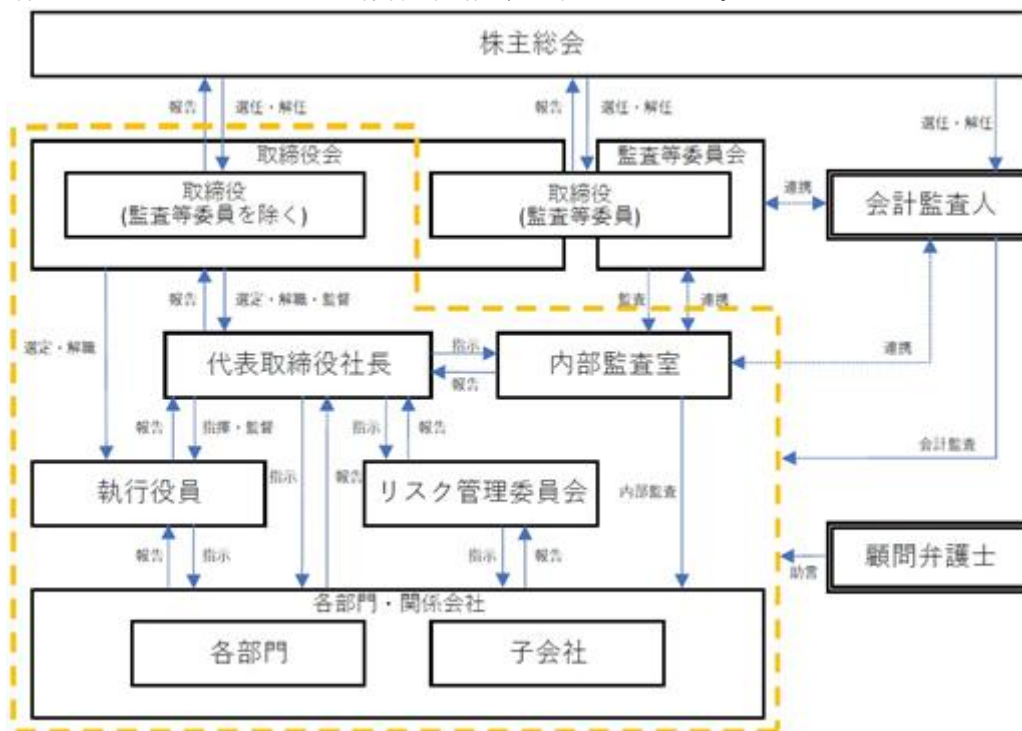 株主総会
報告
選任・解任
報告
選任・解任
選任・解任
取締役会
監査等委員会
取締役
(監査等委員を除く)
取締役
(監査等委員)
連携
会計監査人
報告
選定・解職・監督
監査
連携
選定・解職
代表取締役社長
指示
報告
内部監査室
連携
報告
指揮・監督
指示
報告
会計監査
執行役員
指示
報告
リスク管理委員会
内部監査
報告
指示
指示
報告
助言
顧問弁護士
各部門・関係会社
各部門
子会社